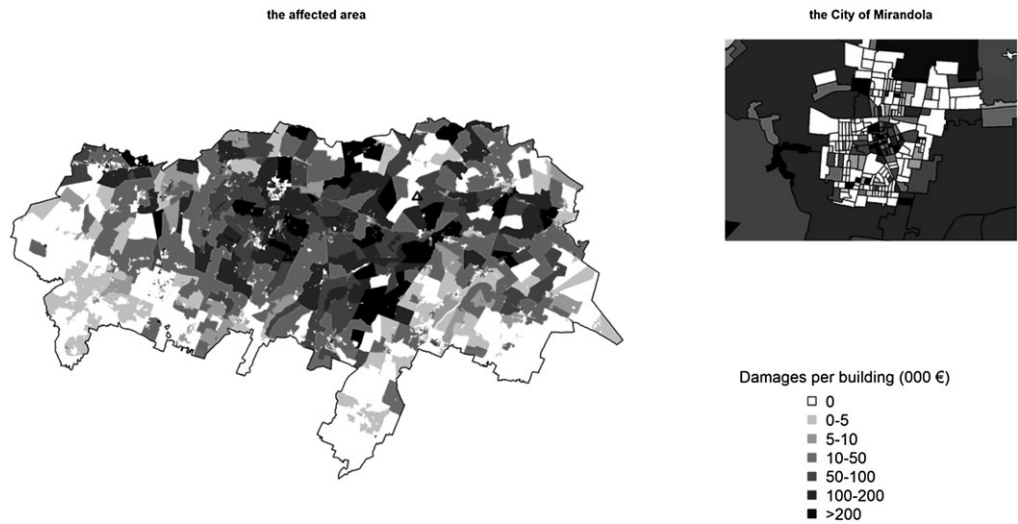 the affected area
the City of Mirandola
Damages per building (000 €)
0
0-5
5-10
10-50
50-100
100-200
>200